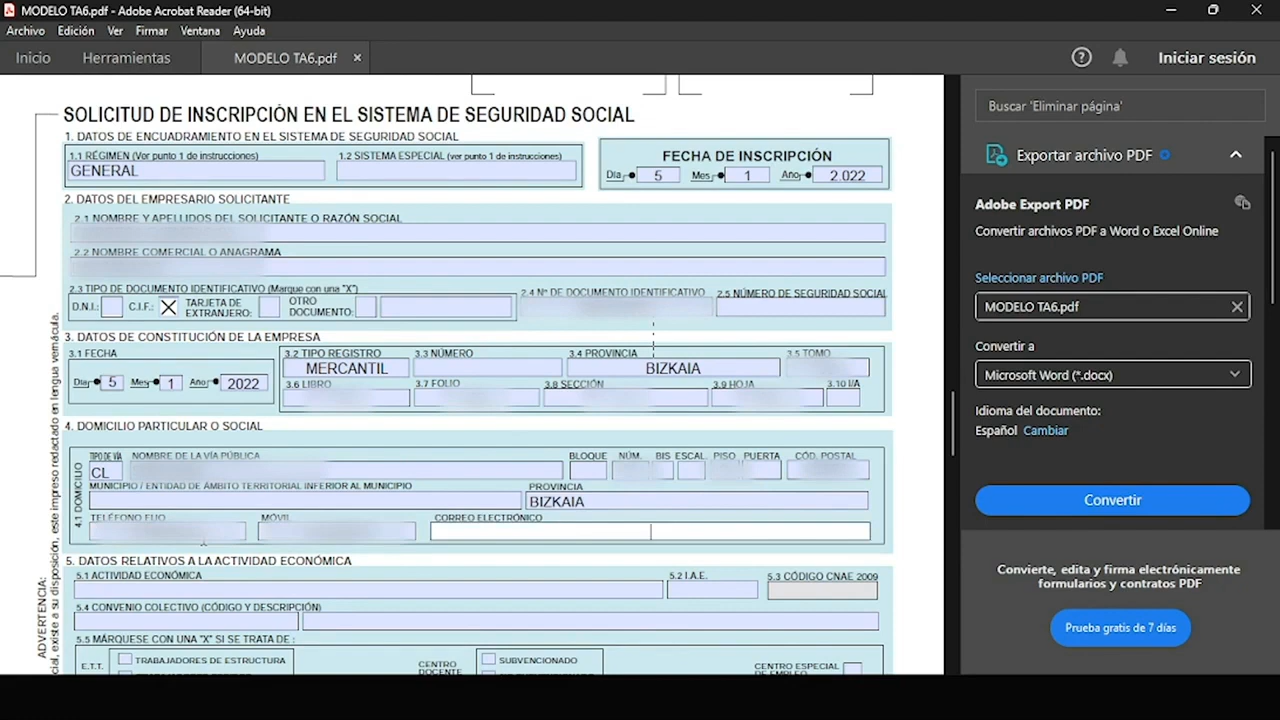 MODELO TA6.pdf - Adobe Acrobat Reader (64-bit)
Archivo Edición Ver Firmar Ventana Ayuda
Inicio Herramientas MODELO TA6.pdf × ? Iniciar sesión
SOLICITUD DE INSCRIPCIÓN EN EL SISTEMA DE SEGURIDAD SOCIAL
1. DATOS DE ENCUADRAMIENTO EN EL SISTEMA DE SEGURIDAD SOCIAL
1.1 RÉGIMEN (Ver punto 1 de instrucciones) 1.2 SISTEMA ESPECIAL (ver punto 1 de instrucciones)
GENERAL
FECHA DE INSCRIPCIÓN
Día 5 Mes 1 Año 2.022
2. DATOS DEL EMPRESARIO SOLICITANTE
2.1 NOMBRE Y APELLIDOS DEL SOLICITANTE O RAZÓN SOCIAL
2.2 NOMBRE COMERCIAL O ANAGRAMA
2.3 TIPO DE DOCUMENTO IDENTIFICATIVO (Marque con una "X") 2.4 Nº DE DOCUMENTO IDENTIFICATIVO 2.5 NÚMERO DE SEGURIDAD SOCIAL
D.N.I.: C.I.F.: X TARJETA DE EXTRANJERO: OTRO DOCUMENTO:
3. DATOS DE CONSTITUCIÓN DE LA EMPRESA
3.1 FECHA 3.2 TIPO REGISTRO 3.3 NÚMERO 3.4 PROVINCIA 3.5 TOMO
MERCANTIL BIZKAIA
Día 5 Mes 1 Año 2022 3.6 LIBRO 3.7 FOLIO 3.8 SECCIÓN 3.9 HOJA 3.10 I/A
4. DOMICILIO PARTICULAR O SOCIAL
4.1 DOMICILIO
TIPO DE VÍA NOMBRE DE LA VÍA PÚBLICA BLOQUE NÚM. BIS ESCAL. PISO PUERTA CÓD. POSTAL
CL
MUNICIPIO / ENTIDAD DE ÁMBITO TERRITORIAL INFERIOR AL MUNICIPIO PROVINCIA
BIZKAIA
TELÉFONO FIJO MÓVIL CORREO ELECTRÓNICO
5. DATOS RELATIVOS A LA ACTIVIDAD ECONÓMICA
5.1 ACTIVIDAD ECONÓMICA 5.2 I.A.E. 5.3 CÓDIGO CNAE 2009
5.4 CONVENIO COLECTIVO (CÓDIGO Y DESCRIPCIÓN)
5.5 MÁRQUESE CON UNA "X" SI SE TRATA DE :
E.T.T. TRABAJADORES DE ESTRUCTURA CENTRO DOCENTE SUBVENCIONADO CENTRO ESPECIAL DE EMPLEO
ADVERTENCIA:
cial, existe a su disposición, este impreso redactado en lengua vernácula.
Buscar 'Eliminar página'
Exportar archivo PDF
Adobe Export PDF
Convertir archivos PDF a Word o Excel Online
Seleccionar archivo PDF
MODELO TA6.pdf ×
Convertir a
Microsoft Word (*.docx)
Idioma del documento:
Español Cambiar
Convertir
Convierte, edita y firma electrónicamente
formularios y contratos PDF
Prueba gratis de 7 días